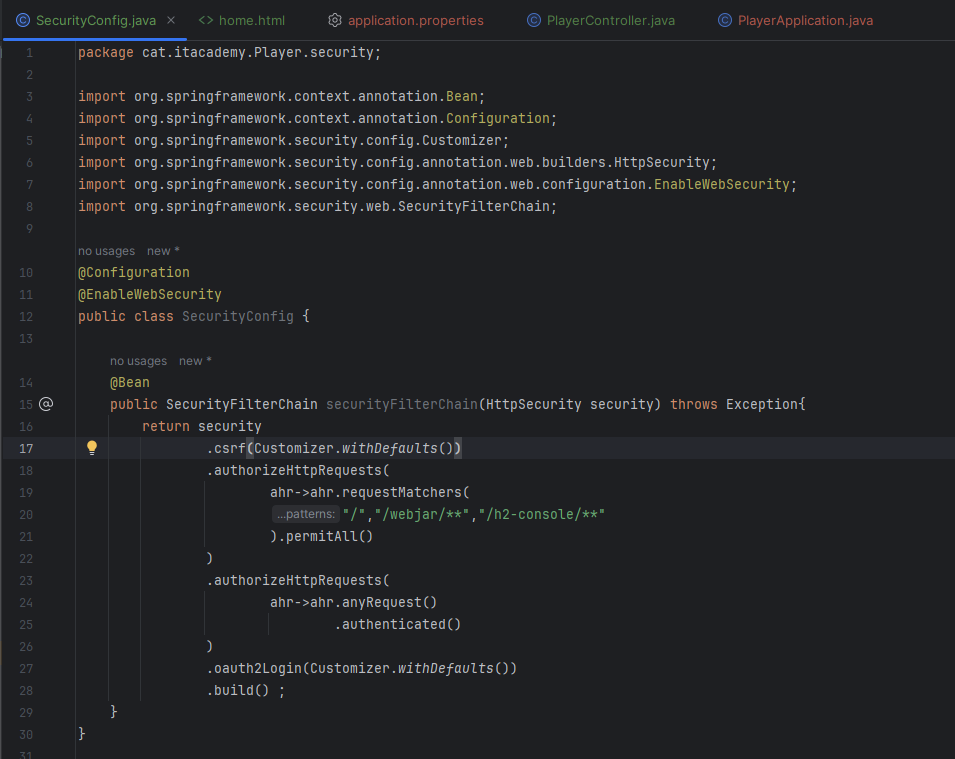 SecurityConfig.java × <> home.html application.properties PlayerController.java PlayerApplication.java
1 package cat.itacademy.Player.security;
2
3 import org.springframework.context.annotation.Bean;
4 import org.springframework.context.annotation.Configuration;
5 import org.springframework.security.config.Customizer;
6 import org.springframework.security.config.annotation.web.builders.HttpSecurity;
7 import org.springframework.security.config.annotation.web.configuration.EnableWebSecurity;
8 import org.springframework.security.web.SecurityFilterChain;
9
no usages new *
10 @Configuration
11 @EnableWebSecurity
12 public class SecurityConfig {
13
no usages new *
14 @Bean
15 @ public SecurityFilterChain securityFilterChain(HttpSecurity security) throws Exception{
16 return security
17 .csrf(Customizer.withDefaults())
18 .authorizeHttpRequests(
19 ahr->ahr.requestMatchers(
20 ...patterns: "/","/webjar/**","/h2-console/**"
21 ).permitAll()
22 )
23 .authorizeHttpRequests(
24 ahr->ahr.anyRequest()
25 .authenticated()
26 )
27 .oauth2Login(Customizer.withDefaults())
28 .build() ;
29 }
30 }
31